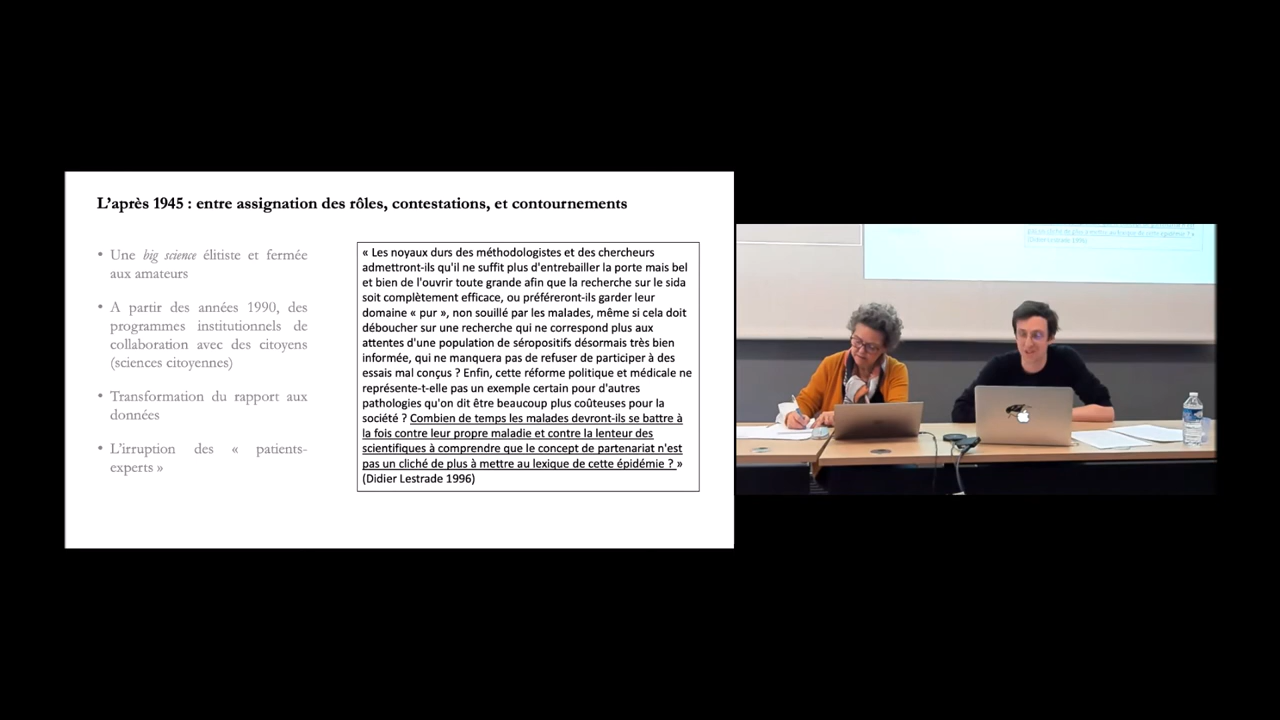 L'après 1945 : entre assignation des rôles, contestations, et contournements
• Une big science élitiste et fermée
aux amateurs
• A partir des années 1990, des
programmes institutionnels de
collaboration avec des citoyens
(sciences citoyennes)
• Transformation du rapport aux
données
• L'irruption des « patients-
experts »
« Les noyaux durs des méthodologistes et des chercheurs
admettront-ils qu'il ne suffit plus d'entrebailler la porte mais bel
et bien de l'ouvrir toute grande afin que la recherche sur le sida
soit complètement efficace, ou préféreront-ils garder leur
domaine « pur », non souillé par les malades, même si cela doit
déboucher sur une recherche qui ne correspond plus aux
attentes d'une population de séropositifs désormais très bien
informée, qui ne manquera pas de refuser de participer à des
essais mal conçus ? Enfin, cette réforme politique et médicale ne
représente-t-elle pas un exemple certain pour d'autres
pathologies qu'on dit être beaucoup plus coûteuses pour la
société ? Combien de temps les malades devront-ils se battre à
la fois contre leur propre maladie et contre la lenteur des
scientifiques à comprendre que le concept de partenariat n'est
pas un cliché de plus à mettre au lexique de cette épidémie ? »
(Didier Lestrade 1996)